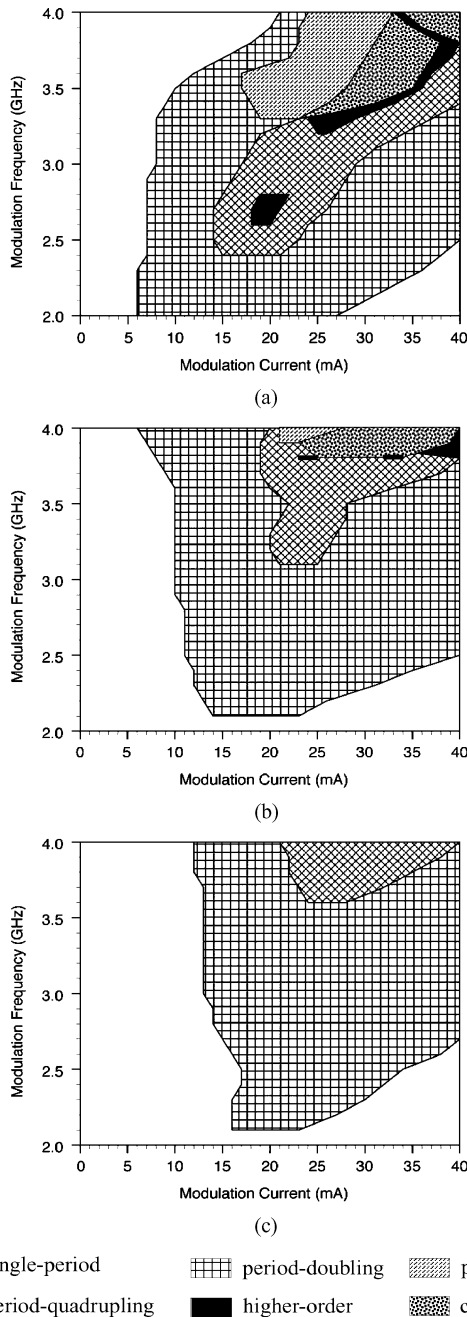 4.0
3.5
3.0
2.5
2.0
Modulation Frequency (GHz)
0 5 10 15 20 25 30 35 40
Modulation Current (mA)
(a)
4.0
3.5
3.0
2.5
2.0
Modulation Frequency (GHz)
0 5 10 15 20 25 30 35 40
Modulation Current (mA)
(b)
4.0
3.5
3.0
2.5
2.0
Modulation Frequency (GHz)
0 5 10 15 20 25 30 35 40
Modulation Current (mA)
(c)
ngle-period period-doubling p
eriod-quadrupling higher-order c